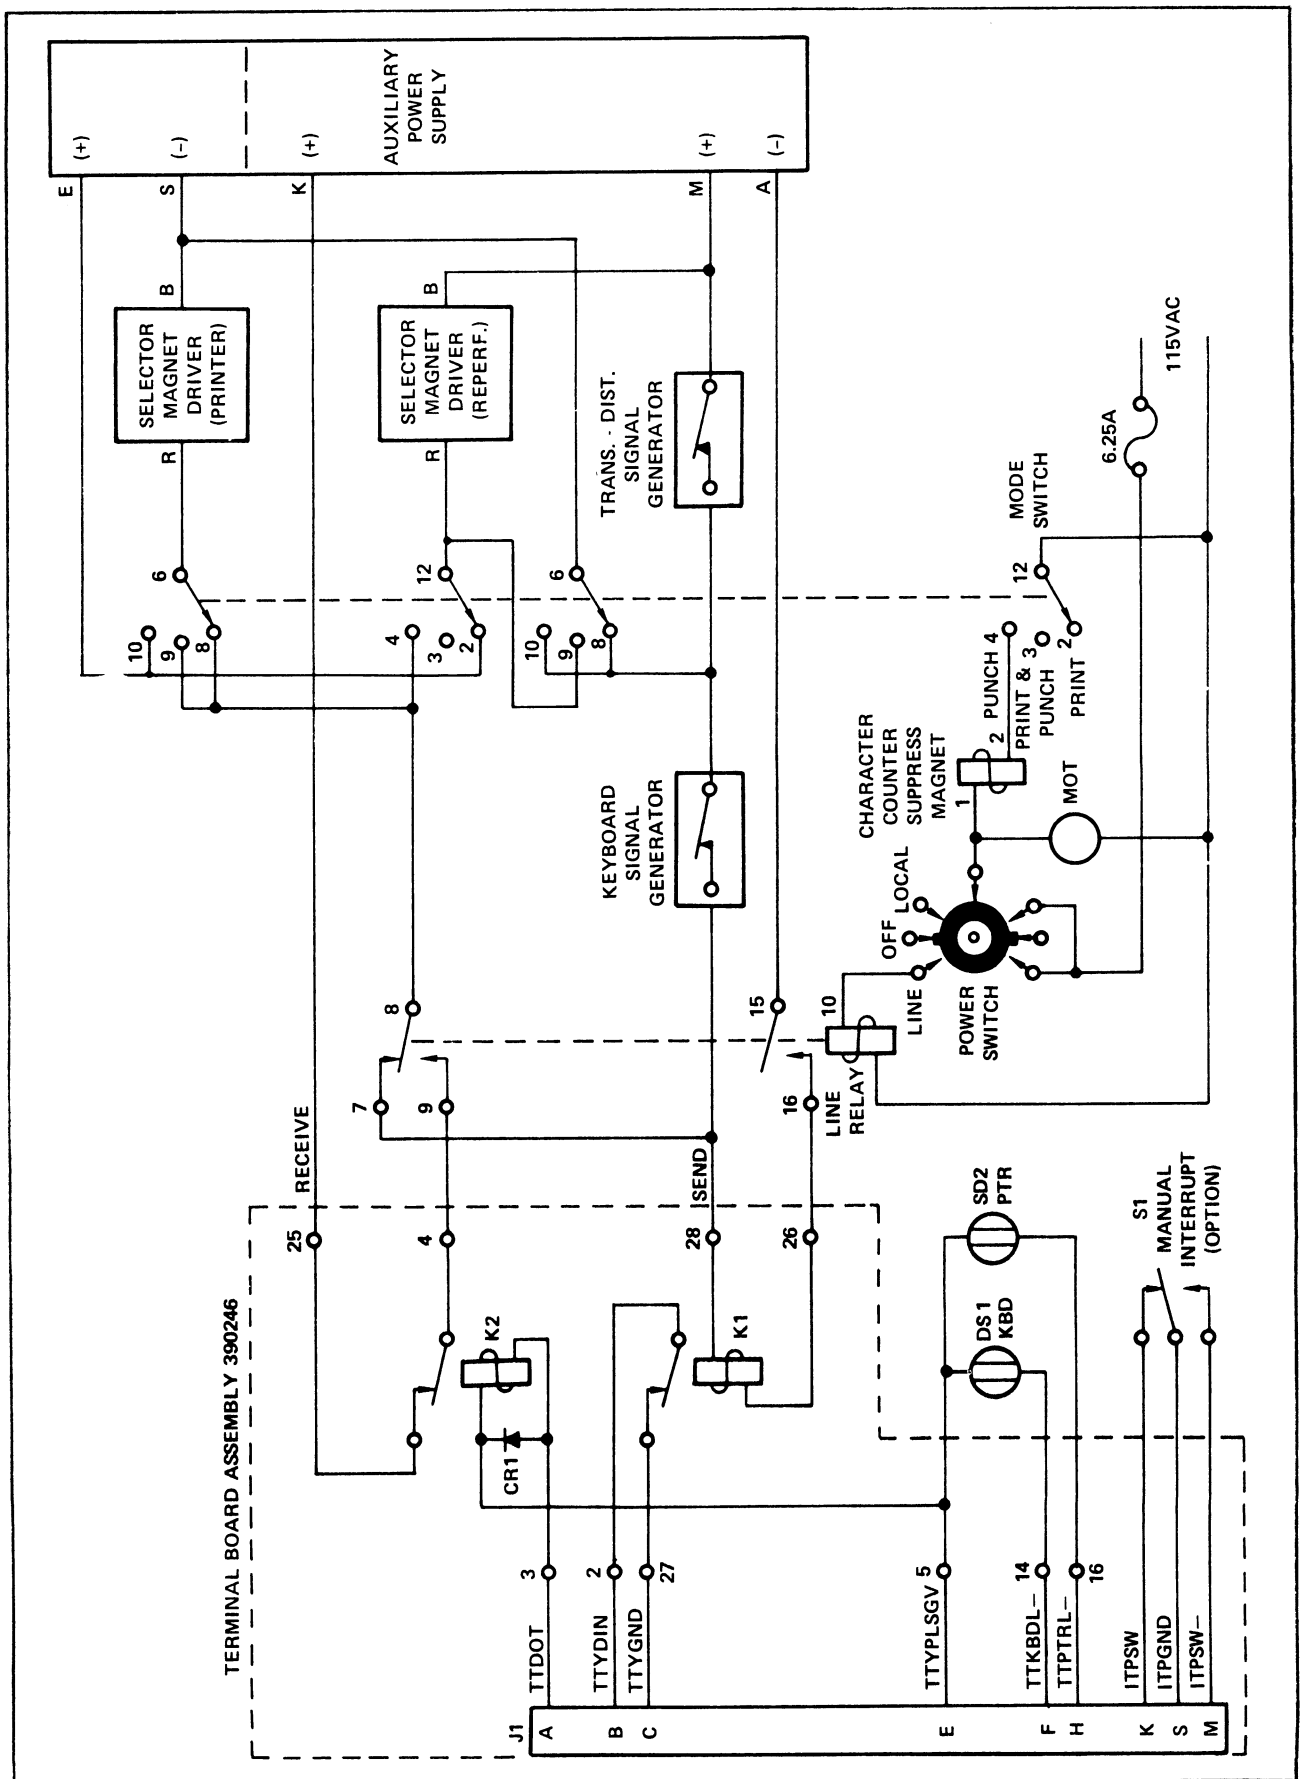 TERMINAL BOARD ASSEMBLY 390246
J1
A
B
C
E
F
H
K
S
M
TTDOT
TTYDIN
TTYGND
TTYPLSGV
TTKBDL–
TTPTRL–
ITPSW
ITPGND
ITPSW–
3
2
27
5
14
16
CR1
K2
K1
DS1
KBD
SD2
PTR
S1
MANUAL
INTERRUPT
(OPTION)
25
4
28
26
RECEIVE
SEND
7
9
8
16
15
LINE
RELAY
10
POWER
SWITCH
LINE
OFF
LOCAL
MOT
CHARACTER
COUNTER
SUPPRESS
MAGNET
1
2
PUNCH 4
PRINT & 3
PUNCH
PRINT
2
12
MODE
SWITCH
6.25A
115VAC
KEYBOARD
SIGNAL
GENERATOR
TRANS. - DIST.
SIGNAL
GENERATOR
10
9
8
6
4
3
2
12
10
9
8
6
R
SELECTOR
MAGNET
DRIVER
(PRINTER)
B
R
SELECTOR
MAGNET
DRIVER
(REPERF.)
B
E
S
K
M
A
(+)
(-)
(+)
(+)
(-)
AUXILIARY
POWER
SUPPLY